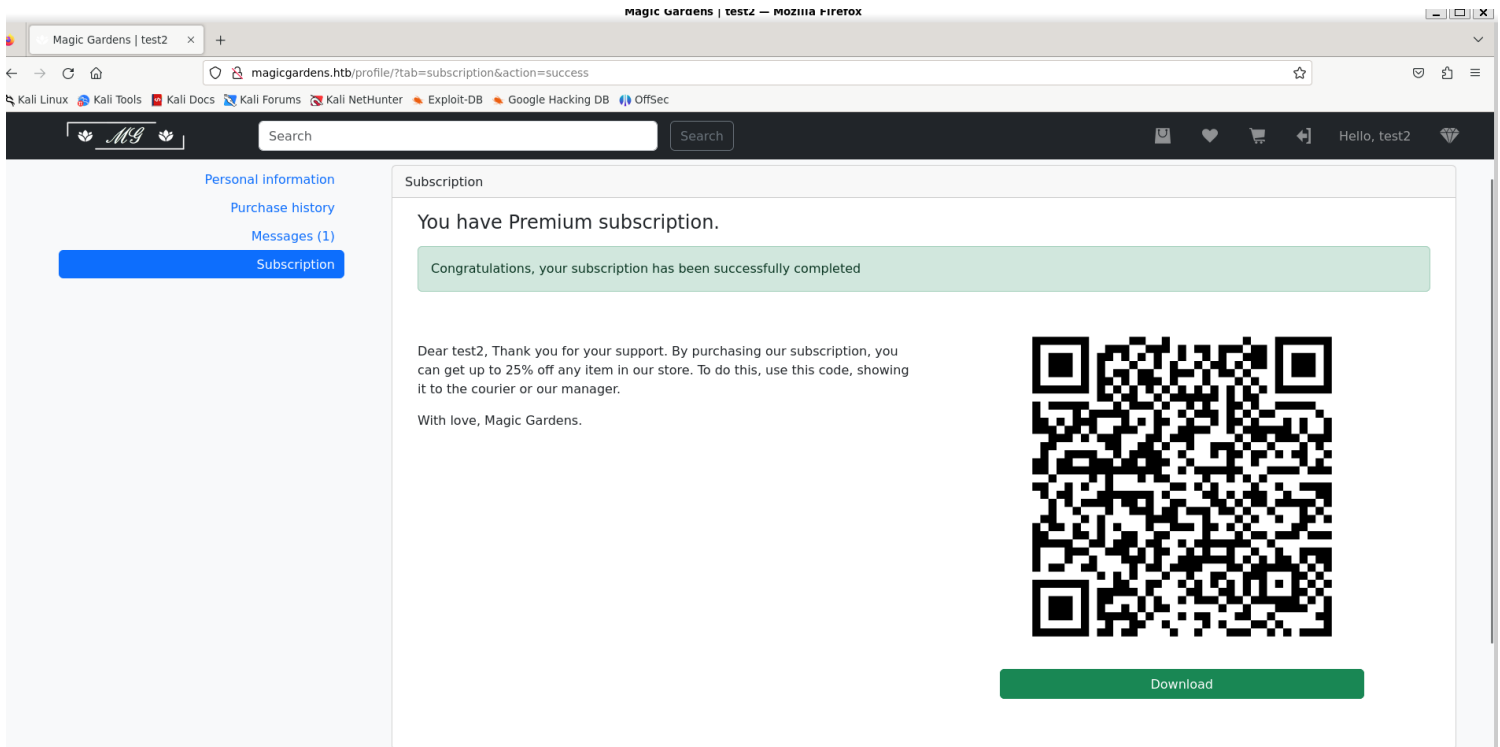 Magic Gardens | test2 — Mozilla Firefox
Magic Gardens | test2
magicgardens.htb/profile/?tab=subscription&action=success
Kali Linux Kali Tools Kali Docs Kali Forums Kali NetHunter Exploit-DB Google Hacking DB OffSec
MG Search Search Hello, test2
Personal information
Purchase history
Messages (1)
Subscription
Subscription
You have Premium subscription.
Congratulations, your subscription has been successfully completed
Dear test2, Thank you for your support. By purchasing our subscription, you
can get up to 25% off any item in our store. To do this, use this code, showing
it to the courier or our manager.
With love, Magic Gardens.
Download